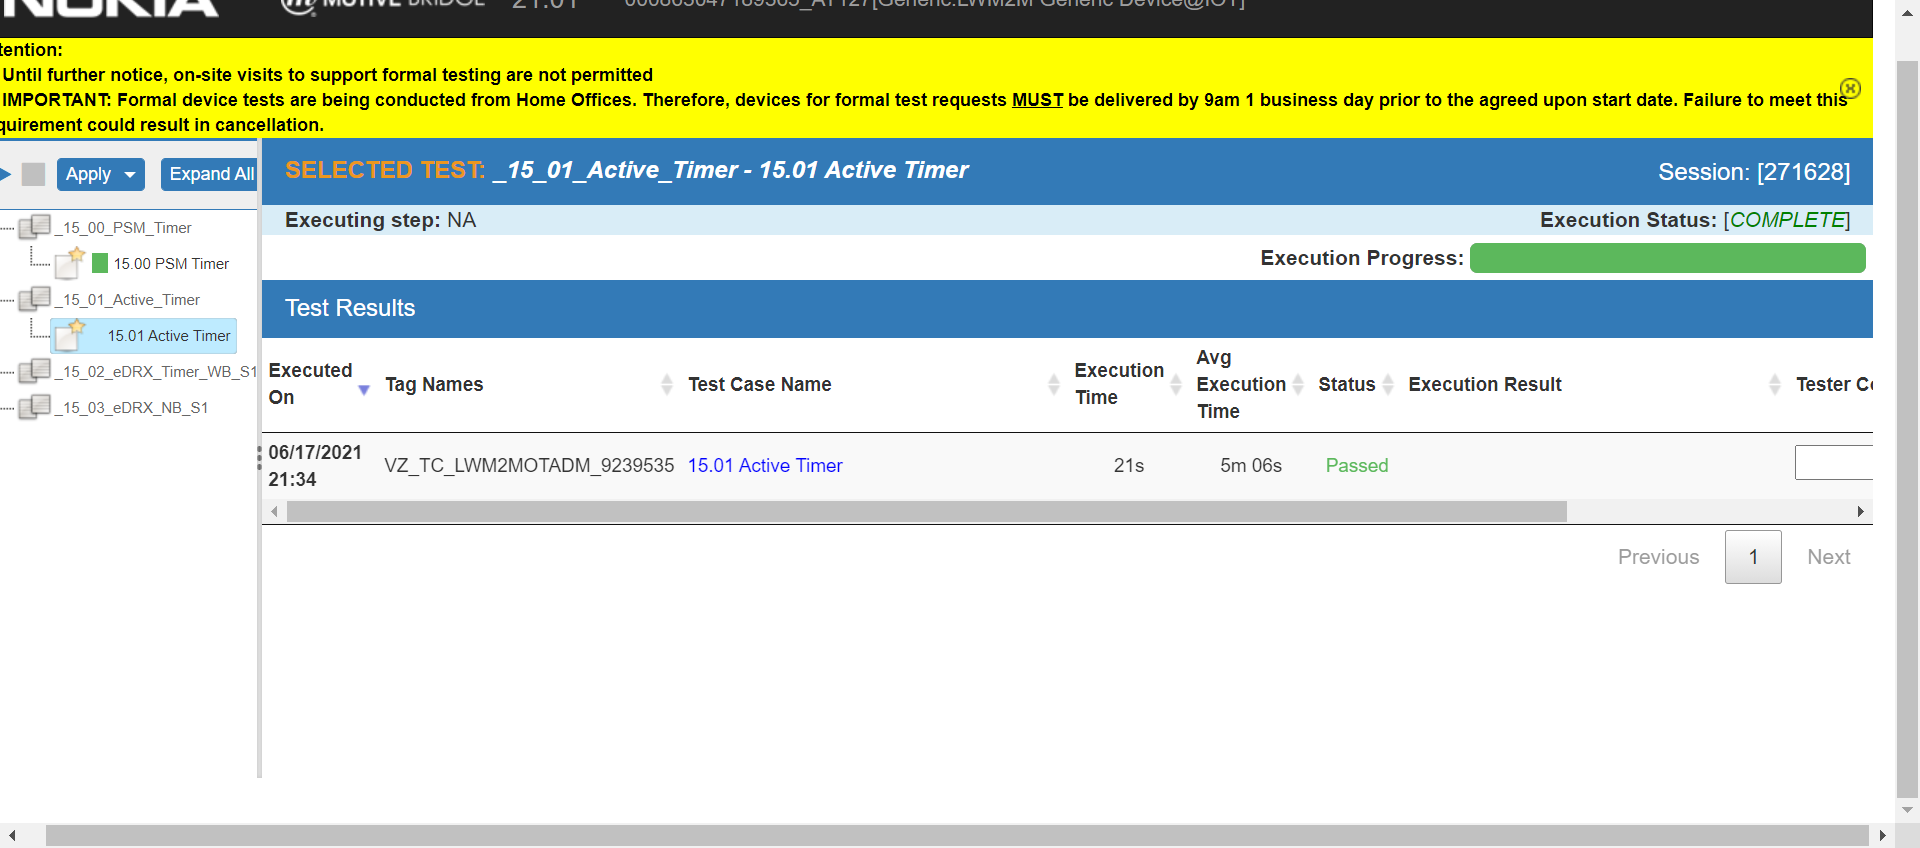 NOKIA MOTIVE BRIDGE 21.01
tention:
Until further notice, on-site visits to support formal testing are not permitted
IMPORTANT: Formal device tests are being conducted from Home Offices. Therefore, devices for formal test requests MUST be delivered by 9am 1 business day prior to the agreed upon start date. Failure to meet this
quirement could result in cancellation.
Apply Expand All
SELECTED TEST: _15_01_Active_Timer - 15.01 Active Timer
Session: [271628]
Executing step: NA
Execution Status: [COMPLETE]
Execution Progress:
_15_00_PSM_Timer
15.00 PSM Timer
_15_01_Active_Timer
15.01 Active Timer
_15_02_eDRX_Timer_WB_S1
_15_03_eDRX_NB_S1
Test Results
Executed On
Tag Names
Test Case Name
Execution Time
Avg Execution Time
Status
Execution Result
Tester Co
06/17/2021 21:34
VZ_TC_LWM2MOTADM_9239535
15.01 Active Timer
21s
5m 06s
Passed
Previous 1 Next